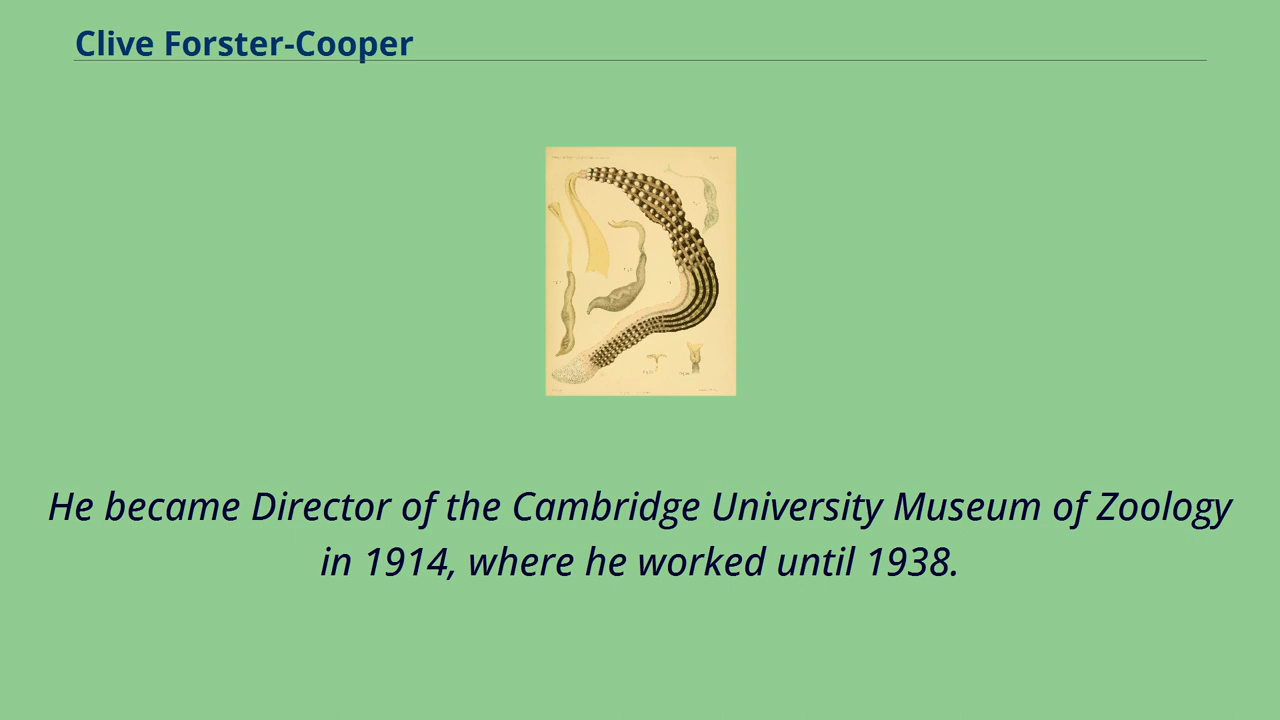 Clive Forster-Cooper
He became Director of the Cambridge University Museum of Zoology
in 1914, where he worked until 1938.